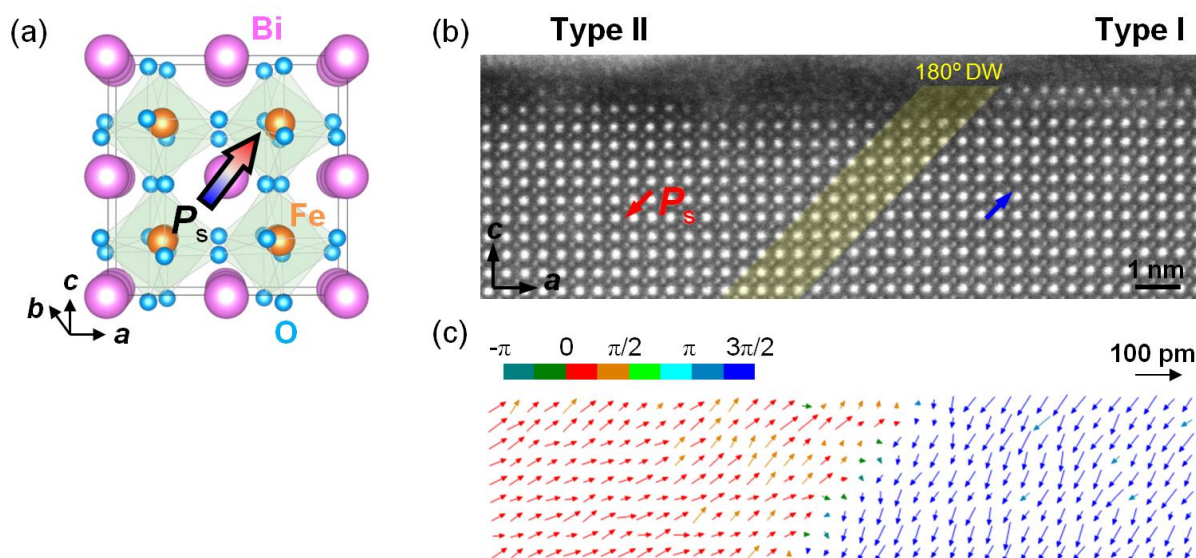 (a)
Bi
Ps
Fe
c
b
a
O
(b)
Type II
Type I
180° DW
Ps
c
a
1 nm
(c)
-π 0 π/2 π 3π/2
100 pm